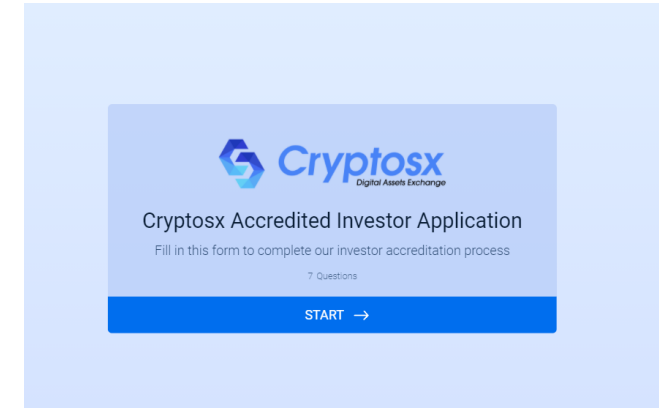 Cryptosx
Digital Assets Exchange
Cryptosx Accredited Investor Application
Fill in this form to complete our investor accreditation process
7 Questions
START →